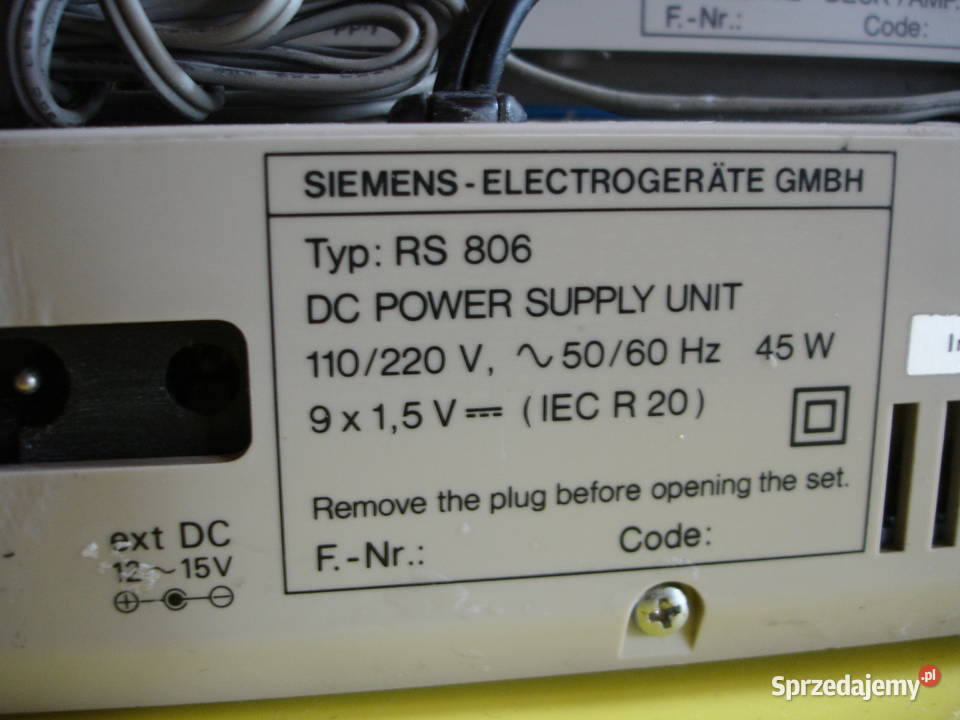 F.-Nr.:
Code:
SIEMENS-ELECTROGERÄTE GMBH
Typ: RS 806
DC POWER SUPPLY UNIT
110/220 V, ∿ 50/60 Hz 45 W
9 x 1,5 V ⎓ (IEC R 20)
Remove the plug before opening the set.
F.-Nr.: Code:
ext DC
12~15V
Sprzedajemy.pl